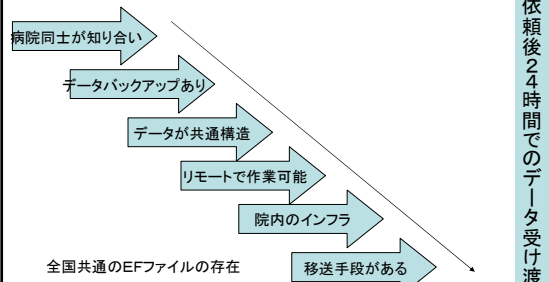 病院同士が知り合い
データバックアップあり
データが共通構造
リモートで作業可能
院内のインフラ
移送手段がある
全国共通のEFファイルの存在
依頼後24時間でのデータ受け渡